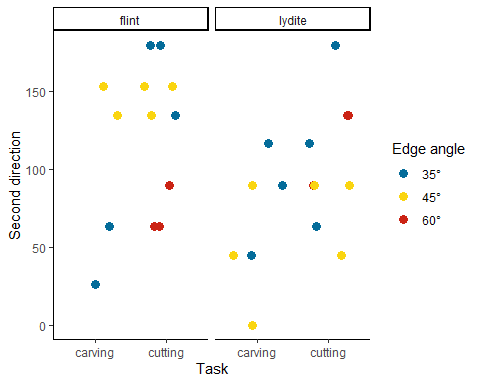 flint
lydite
150
100
50
0
Second direction
carving
cutting
carving
cutting
Task
Edge angle
35°
45°
60°